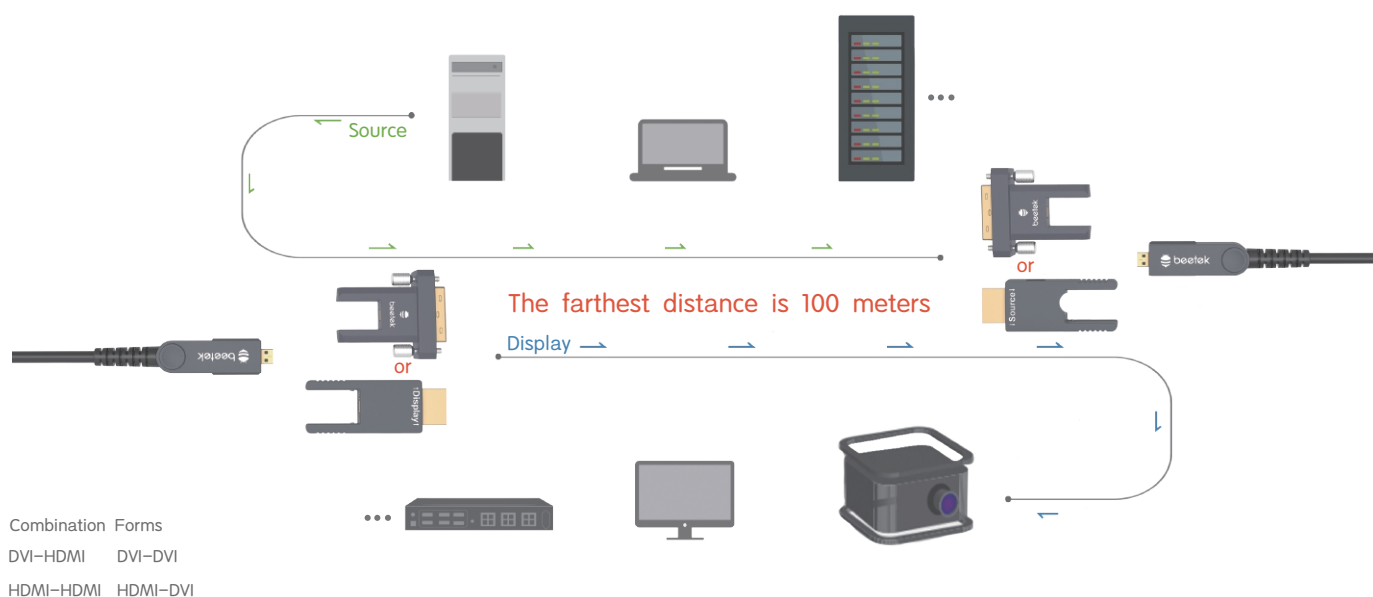 Source
beetek
beetek
or
The farthest distance is 100 meters
beetek
↑Source↑
Display
beetek
or
↑Display↑
Combination Forms
DVI-HDMI DVI-DVI
HDMI-HDMI HDMI-DVI